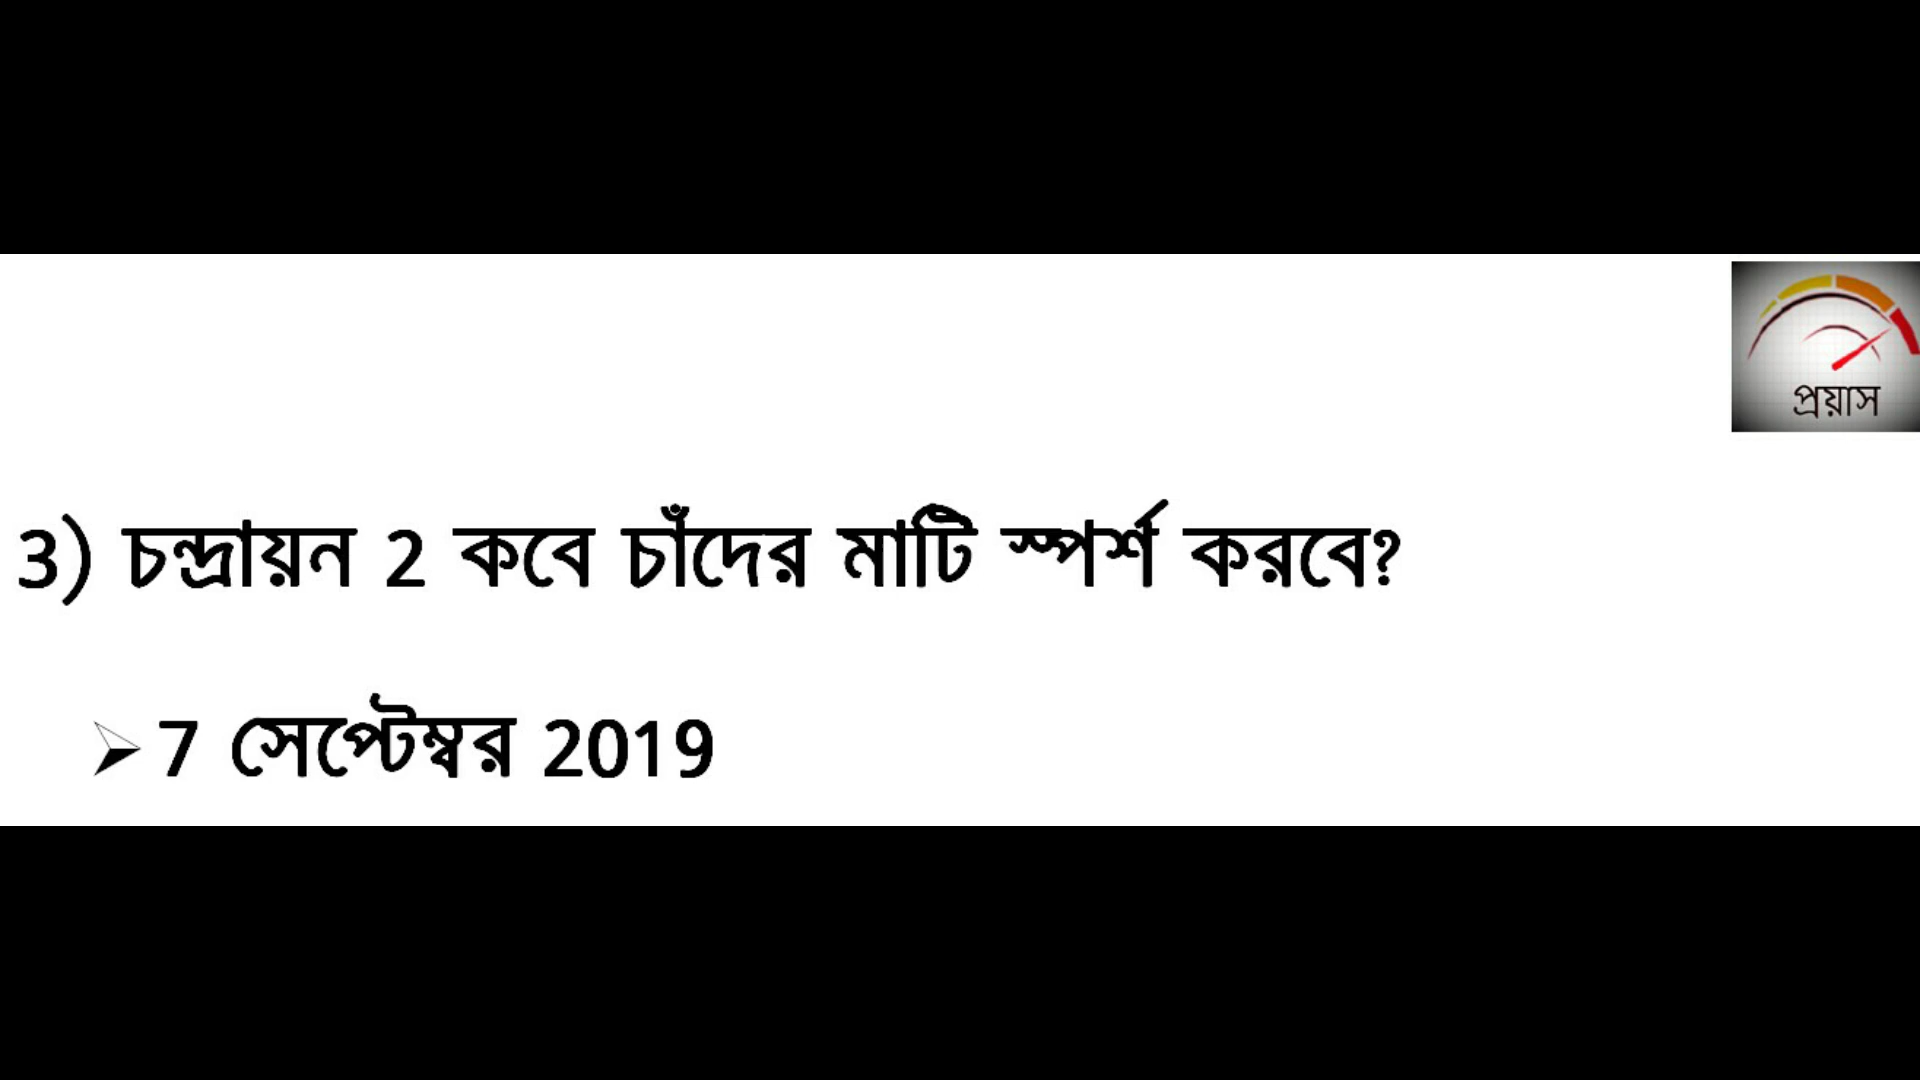 প্রয়াস
3) চন্দ্রায়ন 2 কবে চাঁদের মাটি স্পর্শ করবে?
➢ 7 সেপ্টেম্বর 2019